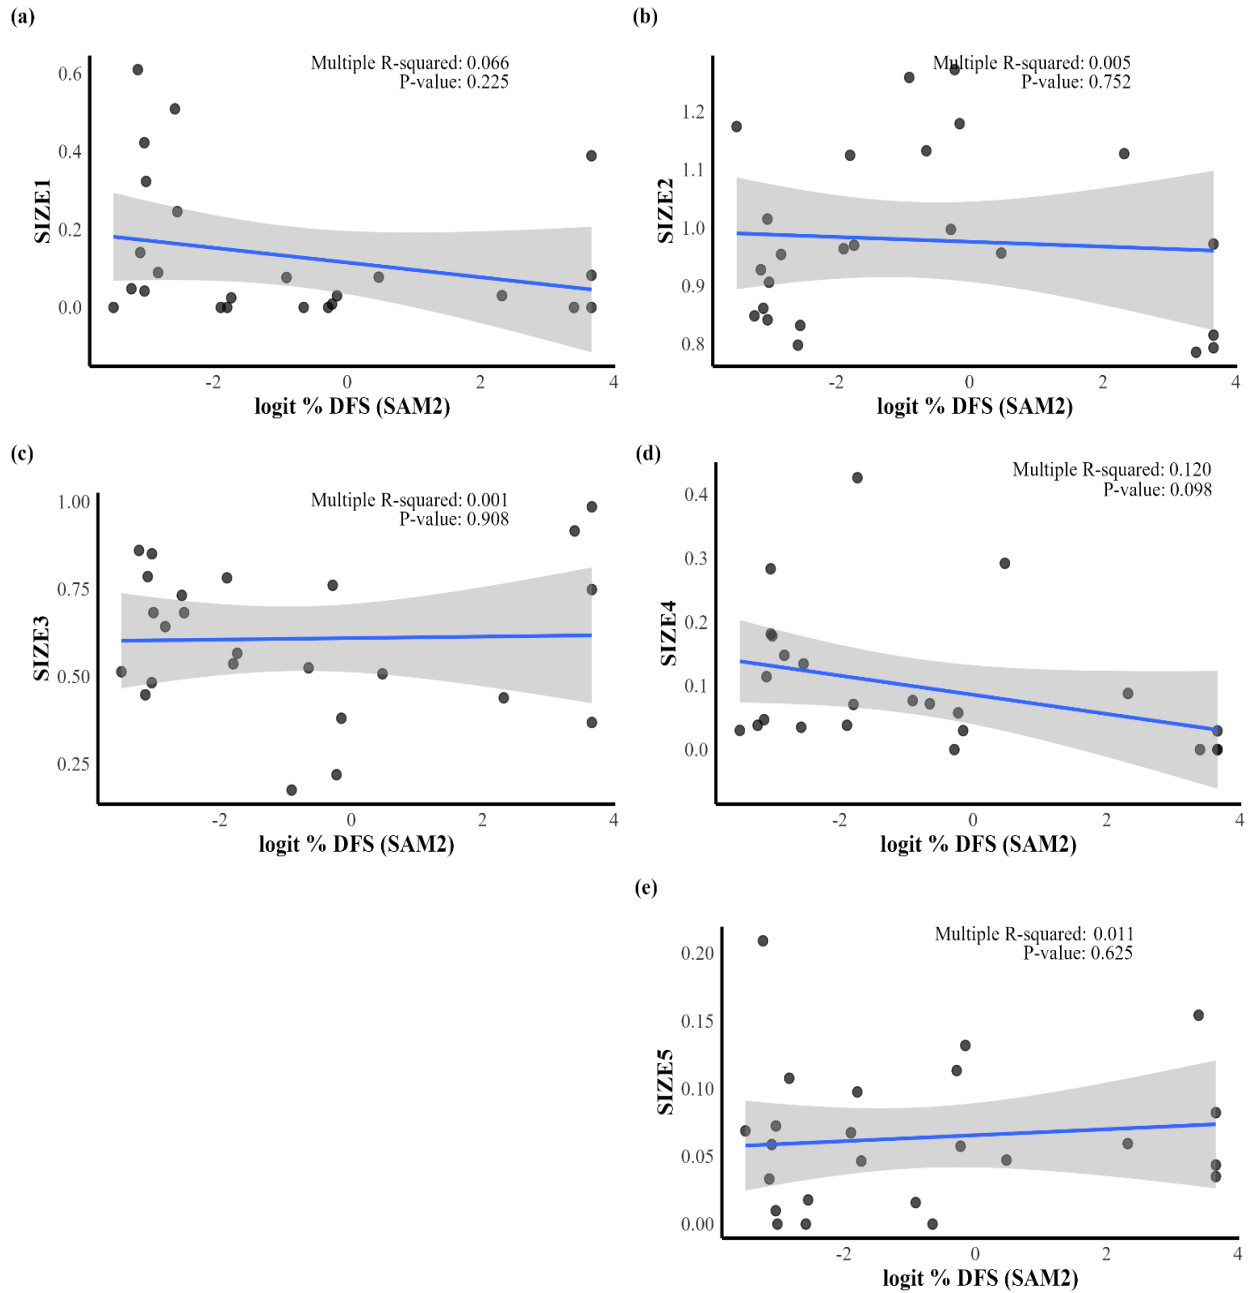 (a)
Multiple R-squared: 0.066
P-value: 0.225
0.6
0.4
0.2
0.0
SIZE1
-2 0 2 4
logit % DFS (SAM2)
(b)
Multiple R-squared: 0.005
P-value: 0.752
1.2
1.1
1.0
0.9
0.8
SIZE2
-2 0 2 4
logit % DFS (SAM2)
(c)
Multiple R-squared: 0.001
P-value: 0.908
1.00
0.75
0.50
0.25
SIZE3
-2 0 2 4
logit % DFS (SAM2)
(d)
Multiple R-squared: 0.120
P-value: 0.098
0.4
0.3
0.2
0.1
0.0
SIZE4
-2 0 2 4
logit % DFS (SAM2)
(e)
Multiple R-squared: 0.011
P-value: 0.625
0.20
0.15
0.10
0.05
0.00
SIZE5
-2 0 2 4
logit % DFS (SAM2)